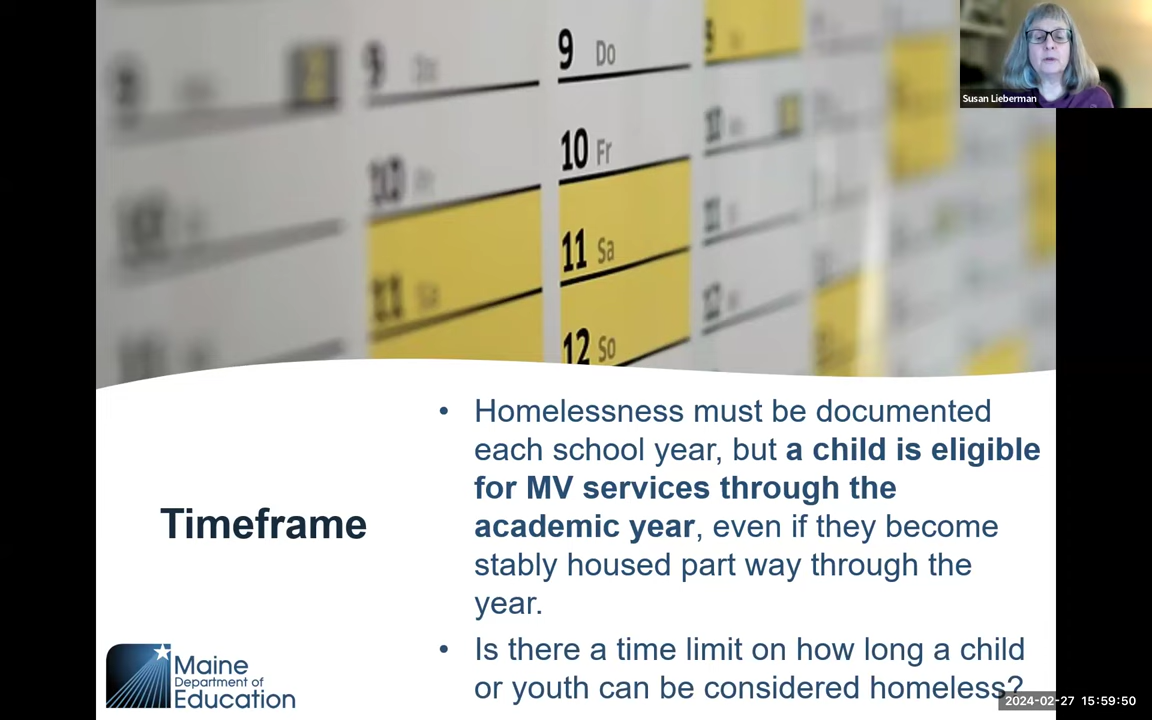 9
9 Do
10 Fr
11 Sa
11
12 So
Susan Lieberman
Timeframe
• Homelessness must be documented
each school year, but a child is eligible
for MV services through the
academic year, even if they become
stably housed part way through the
year.
• Is there a time limit on how long a child
or youth can be considered homeless?
Maine
Department of
Education
2024-02-27 15:59:50